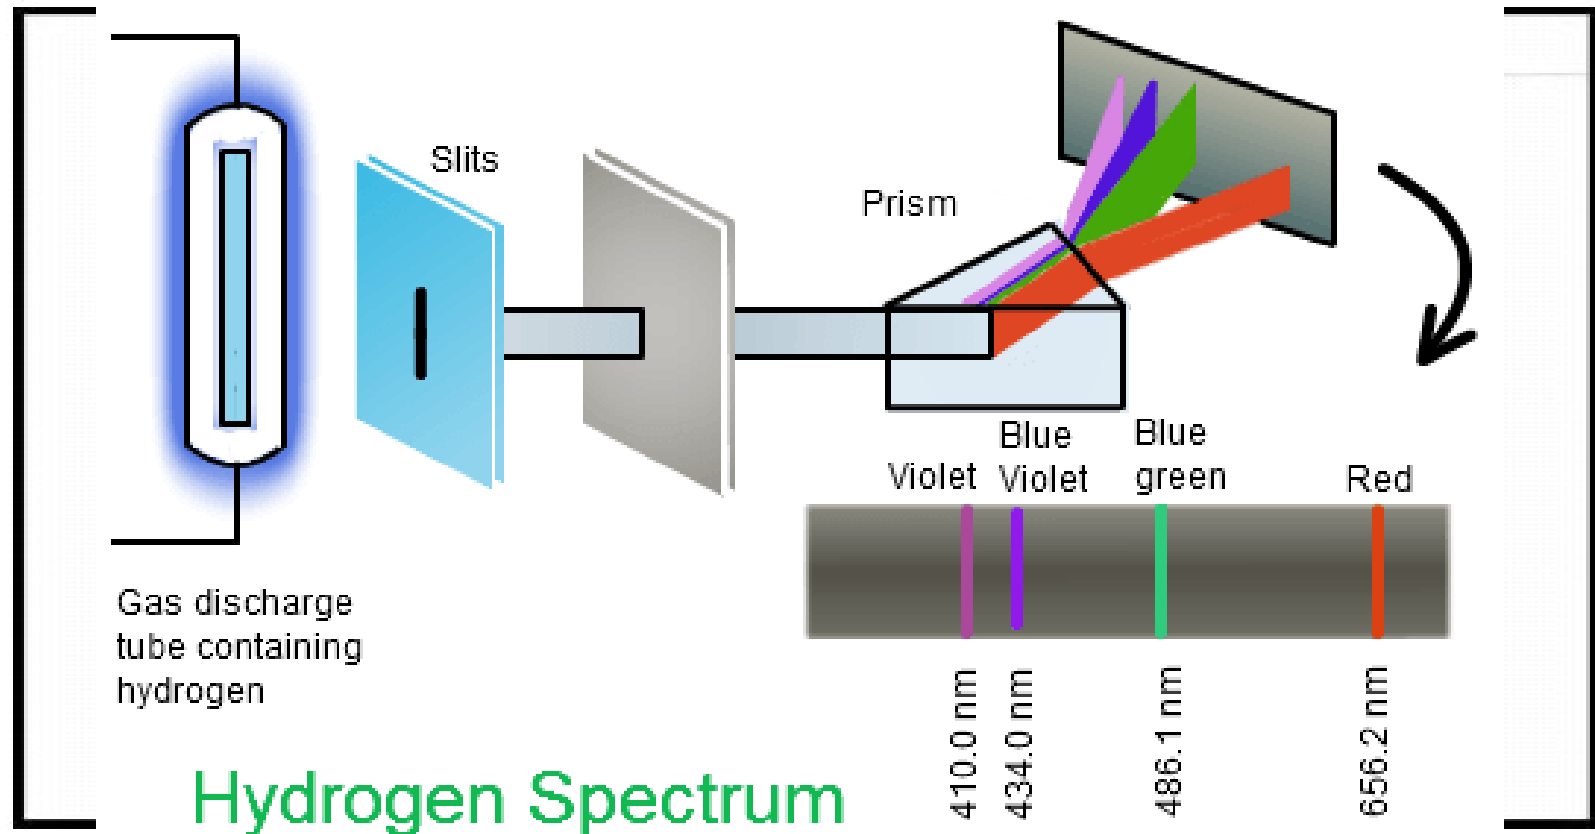 Slits
Prism
Blue
Violet
Blue
green
Violet
Red
Gas discharge
tube containing
hydrogen
410.0 nm
434.0 nm
486.1 nm
656.2 nm
Hydrogen Spectrum